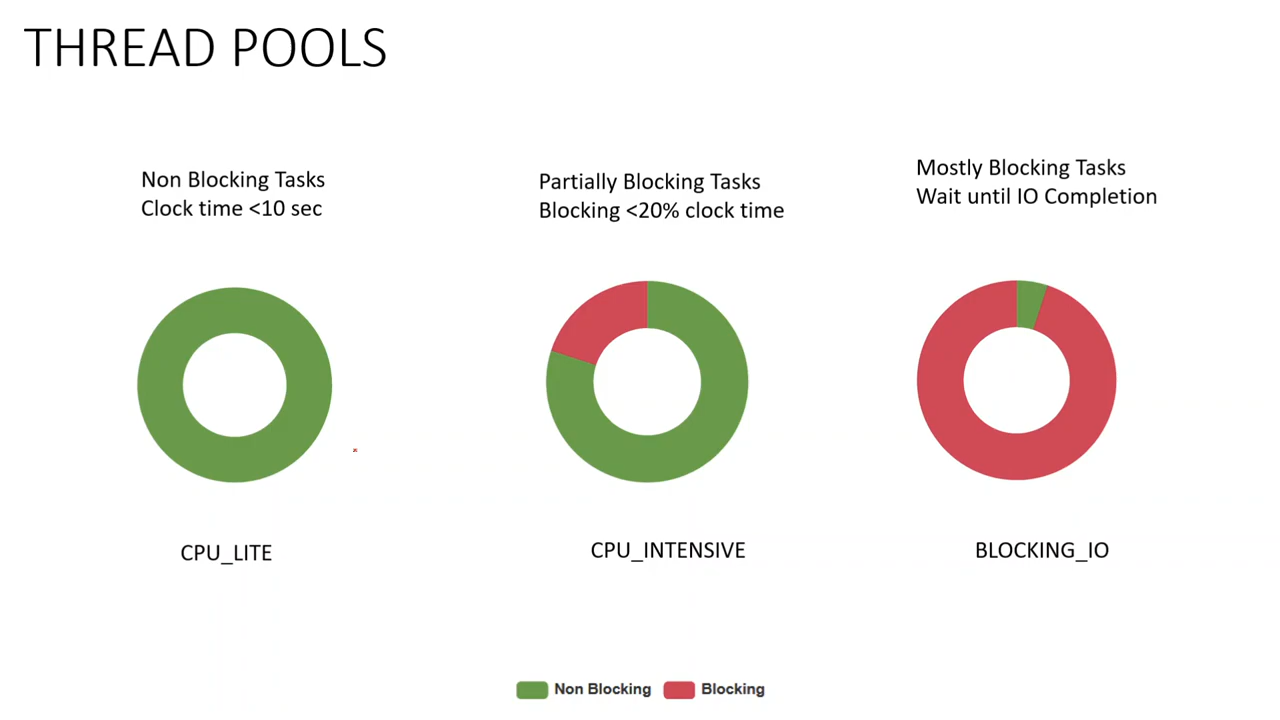 THREAD POOLS
Non Blocking Tasks
Clock time <10 sec
Partially Blocking Tasks
Blocking <20% clock time
Mostly Blocking Tasks
Wait until IO Completion
CPU_LITE
CPU_INTENSIVE
BLOCKING_IO
Non Blocking
Blocking